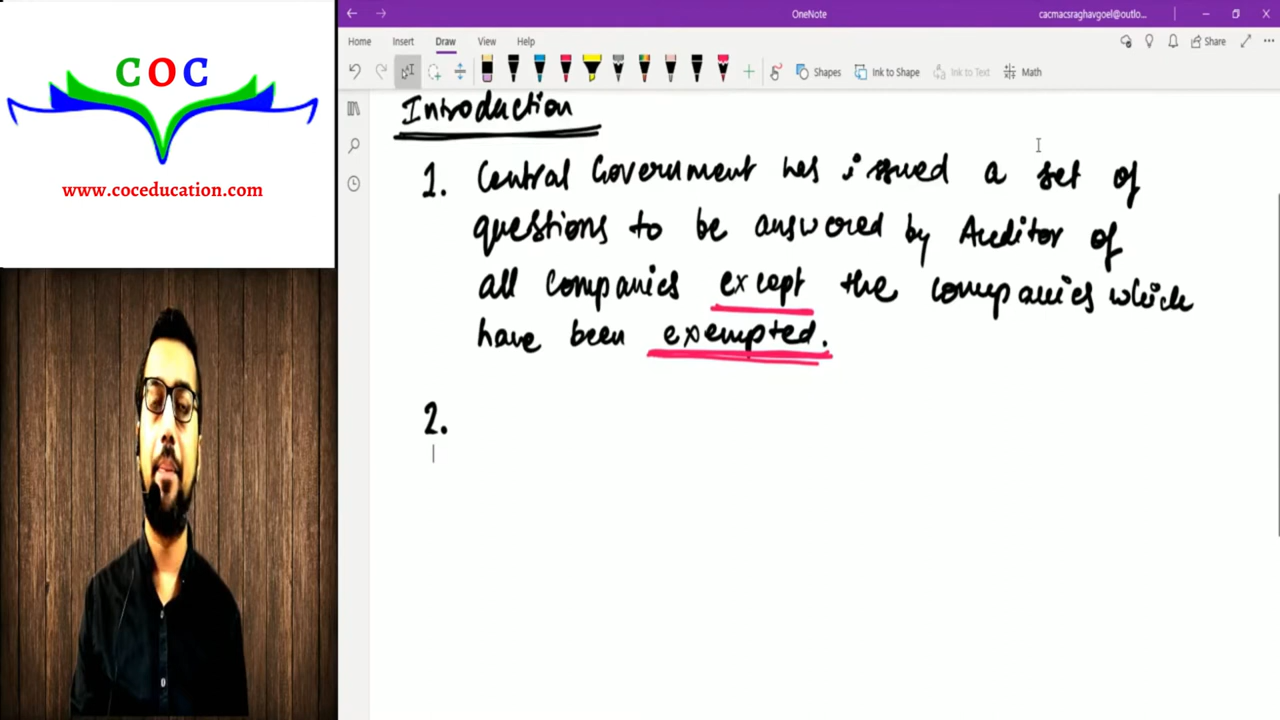 COC
www.coceducation.com
OneNote
cacmacsraghavgoel@outlo...
Home Insert Draw View Help
Share
Shapes Ink to Shape Ink to Text Math
Introduction
1. Central Government has issued a set of
questions to be answered by Auditor of
all companies except the companies which
have been exempted.
2.